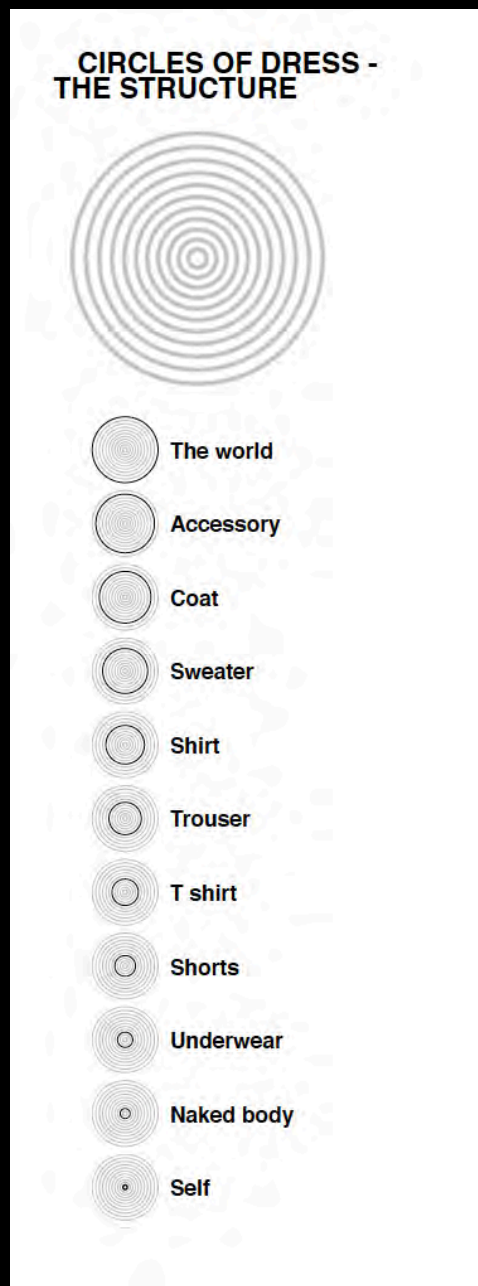 CIRCLES OF DRESS -
THE STRUCTURE
The world
Accessory
Coat
Sweater
Shirt
Trouser
T shirt
Shorts
Underwear
Naked body
Self